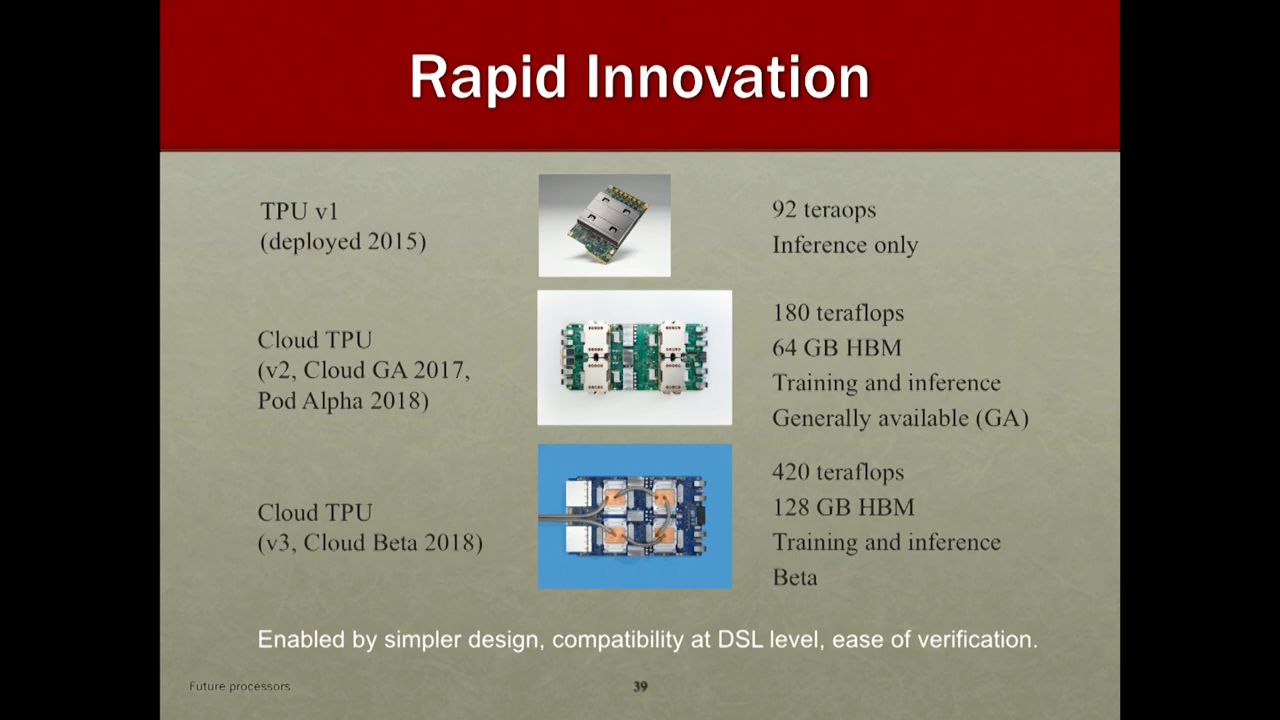 Rapid Innovation
TPU v1
(deployed 2015)
92 teraops
Inference only
Cloud TPU
(v2, Cloud GA 2017,
Pod Alpha 2018)
180 teraflops
64 GB HBM
Training and inference
Generally available (GA)
Cloud TPU
(v3, Cloud Beta 2018)
420 teraflops
128 GB HBM
Training and inference
Beta
Enabled by simpler design, compatibility at DSL level, ease of verification.
Future processors
39